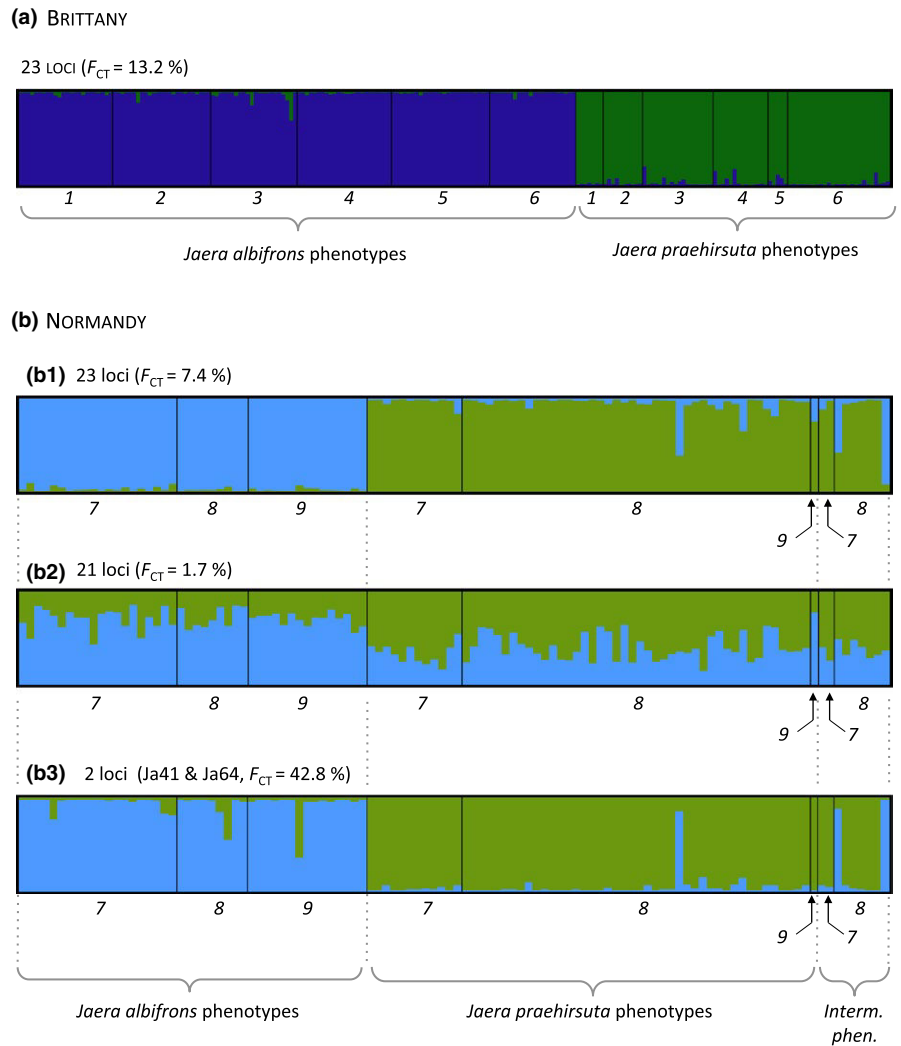 (a) BRITTANY
23 LOCI (FCT = 13.2 %)
1 2 3 4 5 6 1 2 3 4 5 6
Jaera albifrons phenotypes Jaera praehirsuta phenotypes
(b) NORMANDY
(b1) 23 loci (FCT = 7.4 %)
7 8 9 7 8 8
9 7
(b2) 21 loci (FCT = 1.7 %)
7 8 9 7 8 8
9 7
(b3) 2 loci (Ja41 & Ja64, FCT = 42.8 %)
7 8 9 7 8 8
9 7
Jaera albifrons phenotypes Jaera praehirsuta phenotypes Interm.
phen.